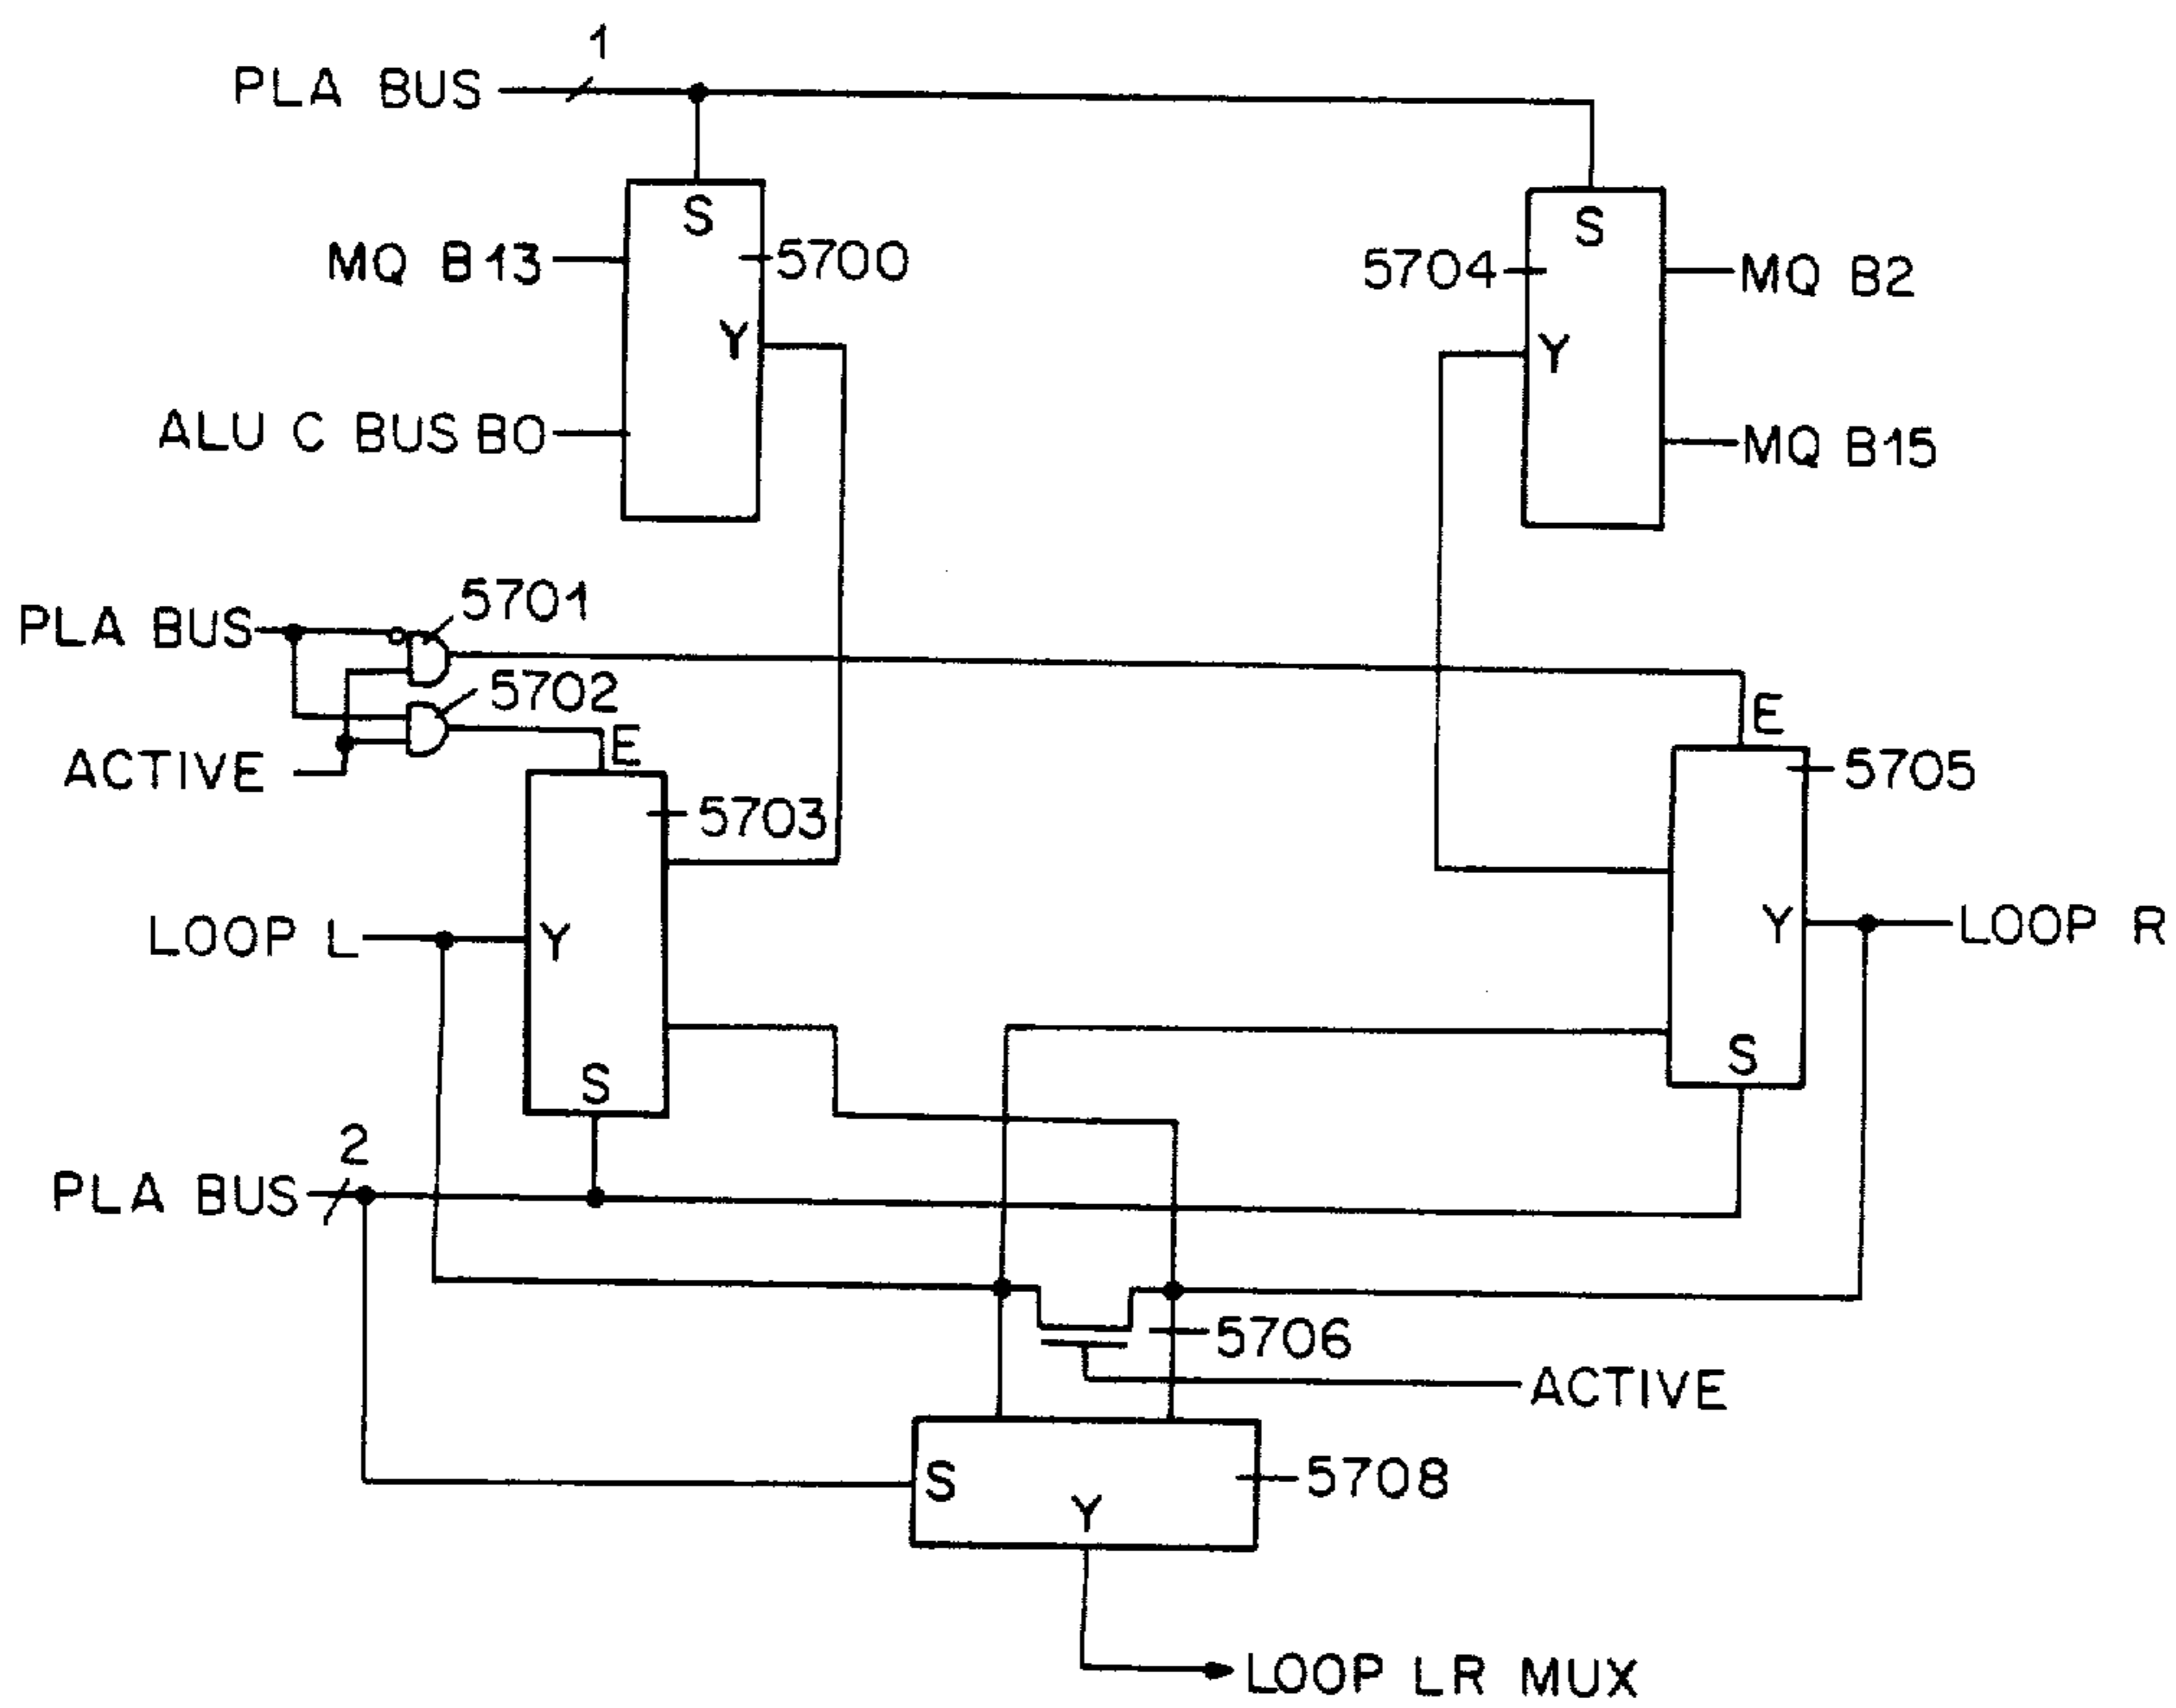 1
PLA BUS
S
S
MQ B13
5700
5704
MQ B2
Y
Y
ALU C BUS B0
MQ B15
5701
PLA BUS
5702
E
E
ACTIVE
5705
5703
LOOP L
Y
Y
LOOP R
S
S
2
PLA BUS
5706
ACTIVE
S
5708
Y
LOOP LR MUX